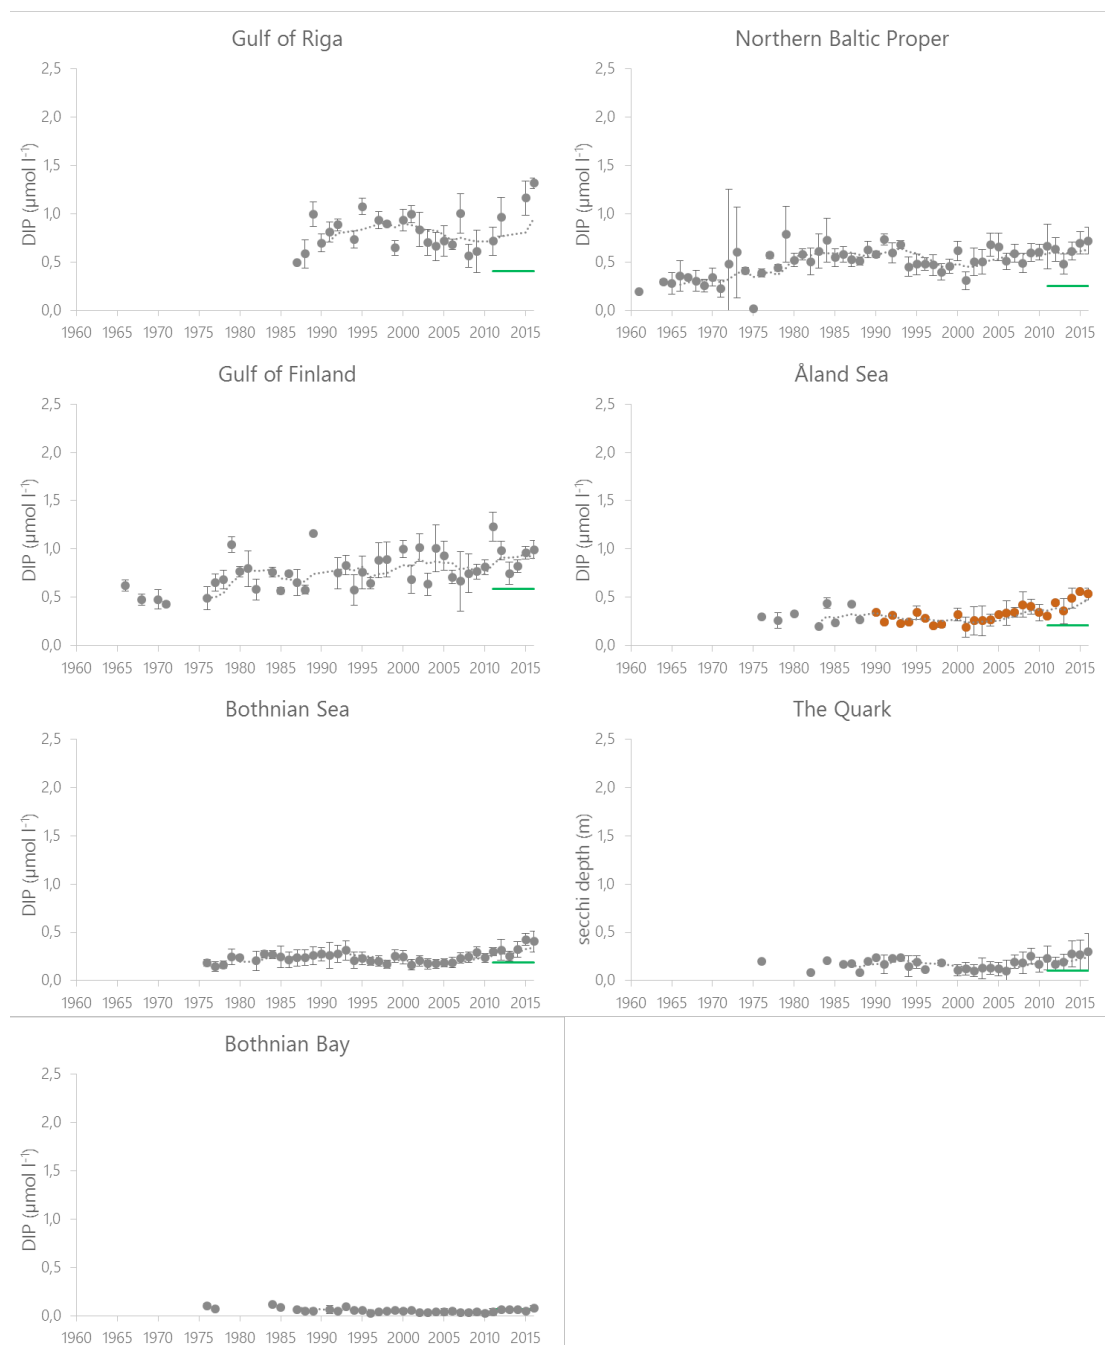 Gulf of Riga
DIP (µmol l-1)
2,5
2,0
1,5
1,0
0,5
0,0
1960 1965 1970 1975 1980 1985 1990 1995 2000 2005 2010 2015
Northern Baltic Proper
DIP (µmol l-1)
2,5
2,0
1,5
1,0
0,5
0,0
1960 1965 1970 1975 1980 1985 1990 1995 2000 2005 2010 2015
Gulf of Finland
DIP (µmol l-1)
2,5
2,0
1,5
1,0
0,5
0,0
1960 1965 1970 1975 1980 1985 1990 1995 2000 2005 2010 2015
Åland Sea
DIP (µmol l-1)
2,5
2,0
1,5
1,0
0,5
0,0
1960 1965 1970 1975 1980 1985 1990 1995 2000 2005 2010 2015
Bothnian Sea
DIP (µmol l-1)
2,5
2,0
1,5
1,0
0,5
0,0
1960 1965 1970 1975 1980 1985 1990 1995 2000 2005 2010 2015
The Quark
secchi depth (m)
2,5
2,0
1,5
1,0
0,5
0,0
1960 1965 1970 1975 1980 1985 1990 1995 2000 2005 2010 2015
Bothnian Bay
DIP (µmol l-1)
2,5
2,0
1,5
1,0
0,5
0,0
1960 1965 1970 1975 1980 1985 1990 1995 2000 2005 2010 2015